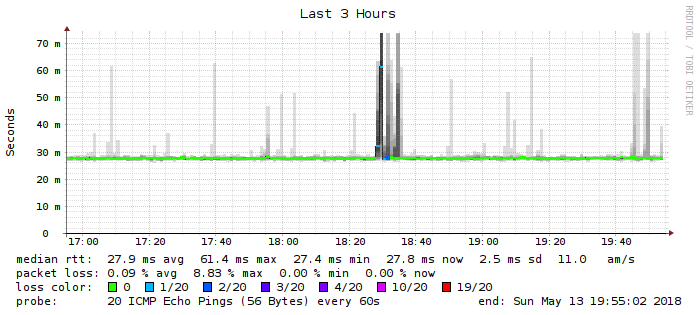 Last 3 Hours
RRDTOOL / TOBI OETIKER
Seconds
70 m
60 m
50 m
40 m
30 m
20 m
10 m
0
17:00 17:20 17:40 18:00 18:20 18:40 19:00 19:20 19:40
median rtt: 27.9 ms avg 61.4 ms max 27.4 ms min 27.8 ms now 2.5 ms sd 11.0 am/s
packet loss: 0.09 % avg 8.83 % max 0.00 % min 0.00 % now
loss color: 0 1/20 2/20 3/20 4/20 10/20 19/20
probe: 20 ICMP Echo Pings (56 Bytes) every 60s end: Sun May 13 19:55:02 2018